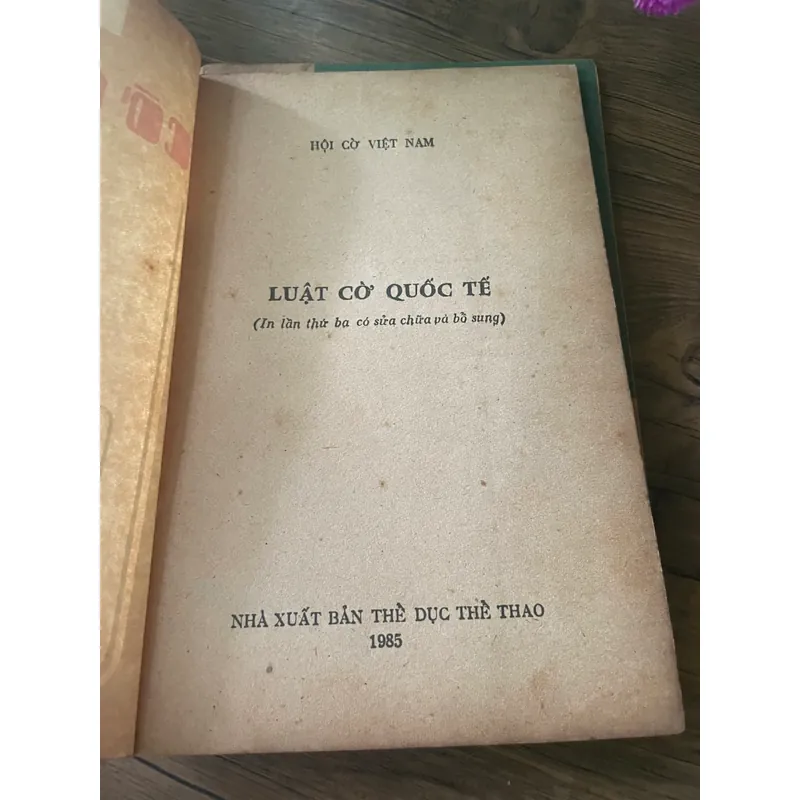 HỘI CỜ VIỆT NAM
LUẬT CỜ QUỐC TẾ
(In lần thứ ba có sửa chữa và bổ sung)
NHÀ XUẤT BẢN THỂ DỤC THỂ THAO
1985